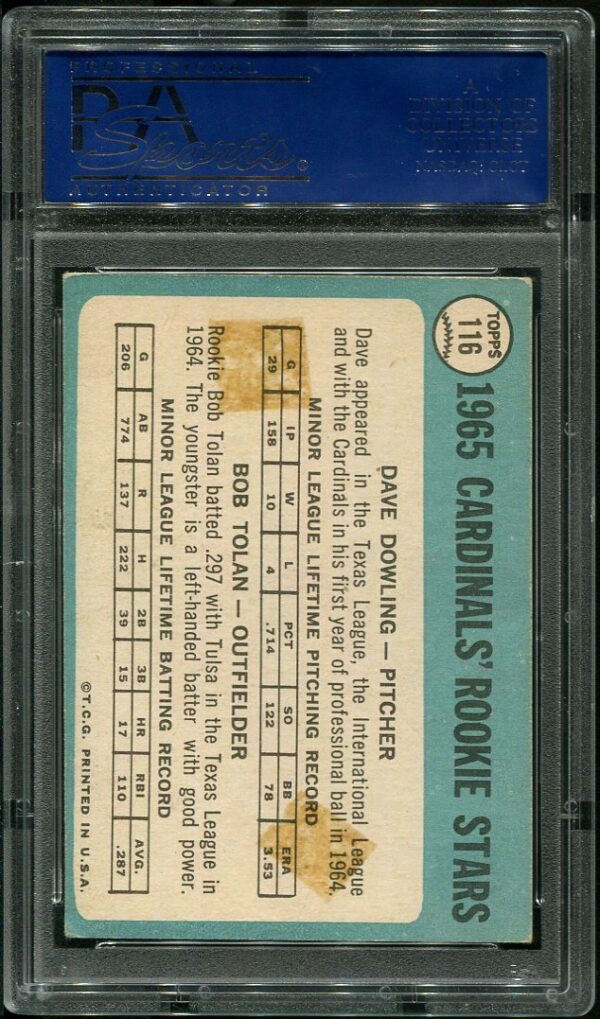 PROFESSIONAL
PSA
Sports
AUTHENTICATOR
A
DIVISION OF
COLLECTORS
UNIVERSE
NASDAQ: CLCT
TOPPS
116
1965 CARDINALS' ROOKIE STARS
DAVE DOWLING — PITCHER
Dave appeared in the Texas League, the International League
and with the Cardinals in his first year of professional ball in 1964.
MINOR LEAGUE LIFETIME PITCHING RECORD
G IP W L PCT SO BB ERA
29 158 10 4 .714 122 78 3.53
BOB TOLAN — OUTFIELDER
Rookie Bob Tolan batted .297 with Tulsa in the Texas League in
1964. The youngster is a left-handed batter with good power.
MINOR LEAGUE LIFETIME BATTING RECORD
G AB R H 2B 3B HR RBI AVG.
206 774 137 222 39 15 17 110 .287
©T.C.G. PRINTED IN U.S.A.